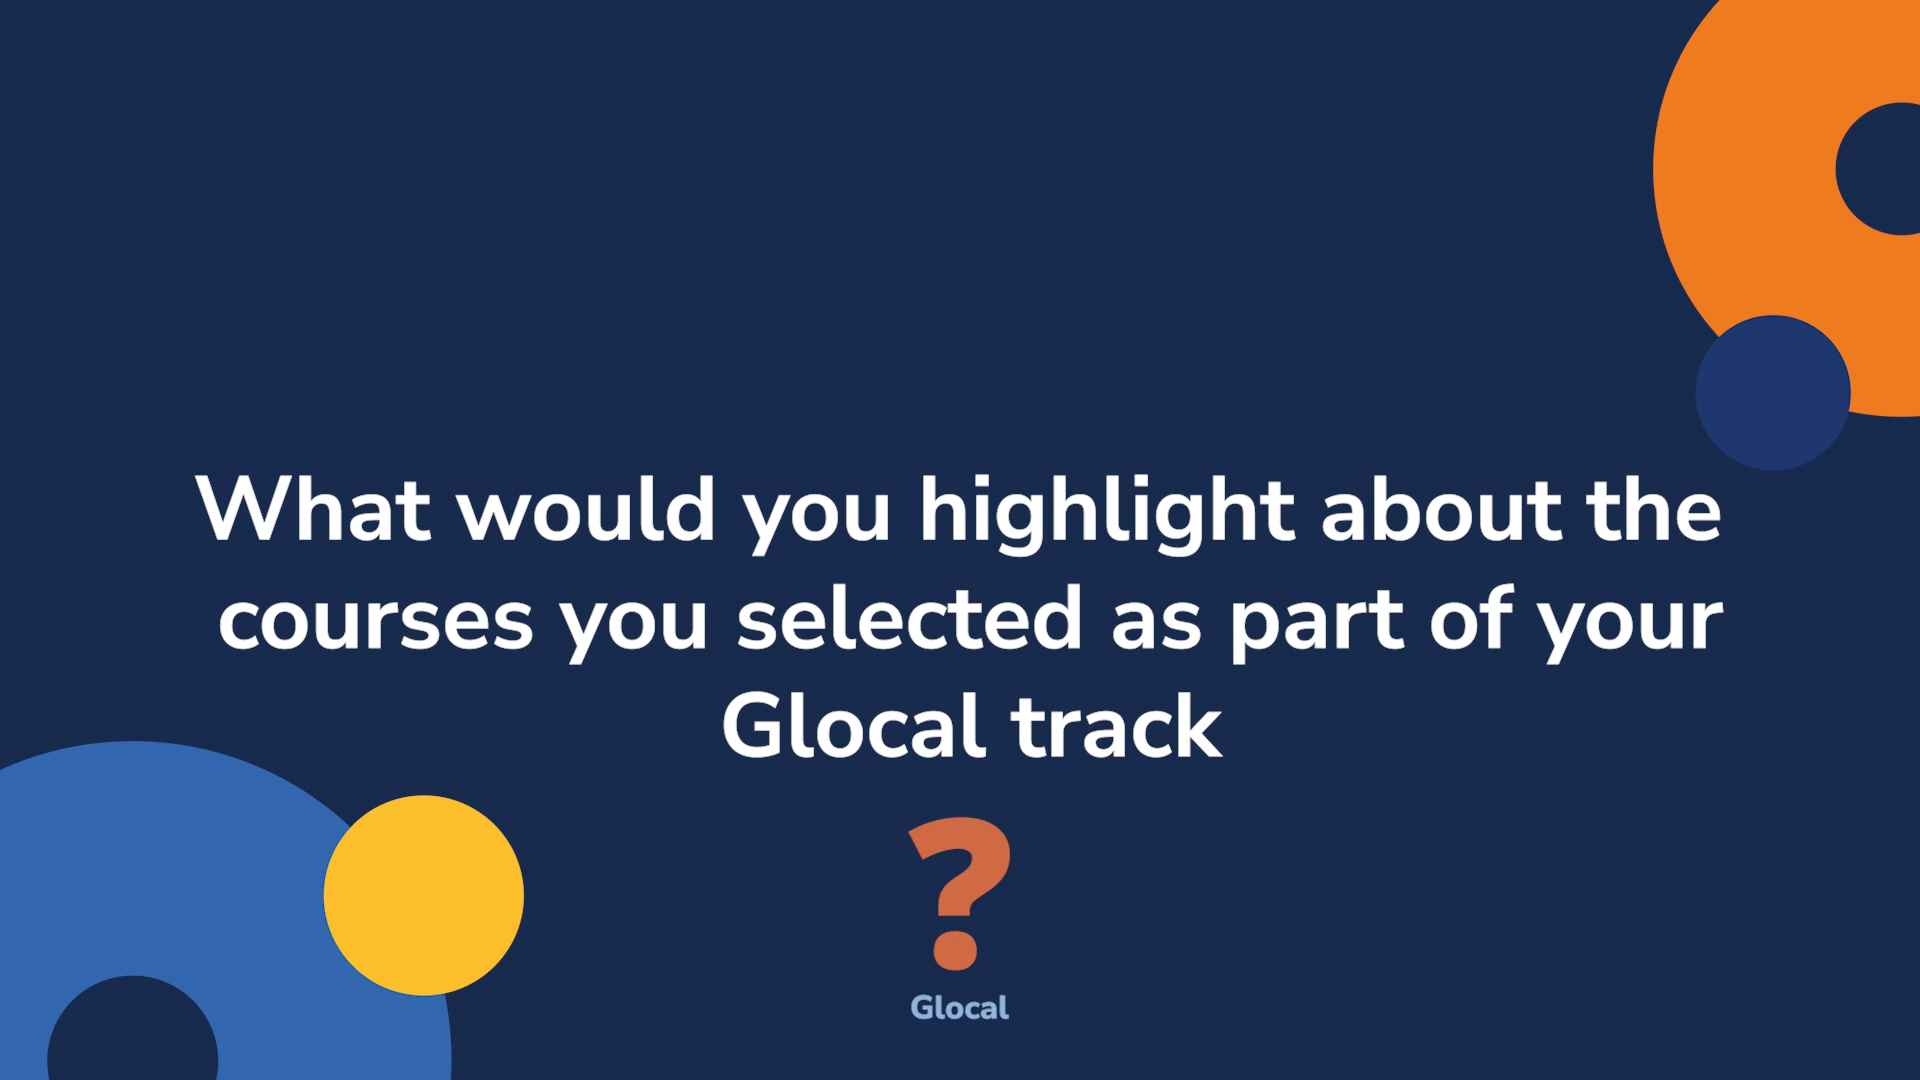 What would you highlight about the
courses you selected as part of your
Glocal track
?
Glocal